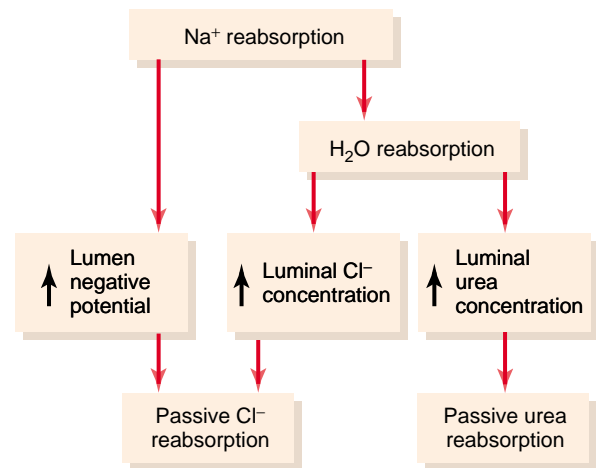 Na⁺ reabsorption
H₂O reabsorption
Lumen
negative
potential
Luminal Cl⁻
concentration
Luminal
urea
concentration
Passive Cl⁻
reabsorption
Passive urea
reabsorption